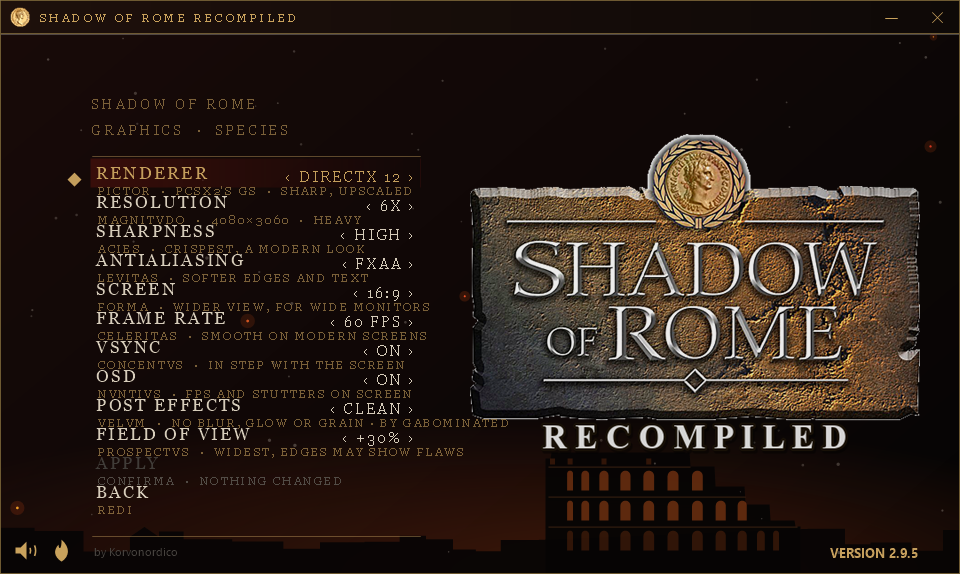 SHADOW OF ROME RECOMPILED
SHADOW OF ROME
GRAPHICS · SPECIES
RENDERER ‹ DIRECTX 12 ›
PICTOR · PCSX2'S GS · SHARP, UPSCALED
RESOLUTION ‹ 6X ›
MAGNITVDO · 4080×3060 · HEAVY
SHARPNESS ‹ HIGH ›
ACIES · CRISPEST, A MODERN LOOK
ANTIALIASING ‹ FXAA ›
LEVITAS · SOFTER EDGES AND TEXT
SCREEN ‹ 16:9 ›
FORMA · WIDER VIEW, FOR WIDE MONITORS
FRAME RATE ‹ 60 FPS ›
CELERITAS · SMOOTH ON MODERN SCREENS
VSYNC ‹ ON ›
CONCENTVS · IN STEP WITH THE SCREEN
OSD ‹ ON ›
NVNTIVS · FPS AND STUTTERS ON SCREEN
POST EFFECTS ‹ CLEAN ›
VELVM · NO BLUR, GLOW OR GRAIN · BY GABOMINATED
FIELD OF VIEW ‹ +30% ›
PROSPECTVS · WIDEST, EDGES MAY SHOW FLAWS
APPLY
CONFIRMA · NOTHING CHANGED
BACK
REDI
by Korvonordico
SHADOW
OF ROME
RECOMPILED
VERSION 2.9.5